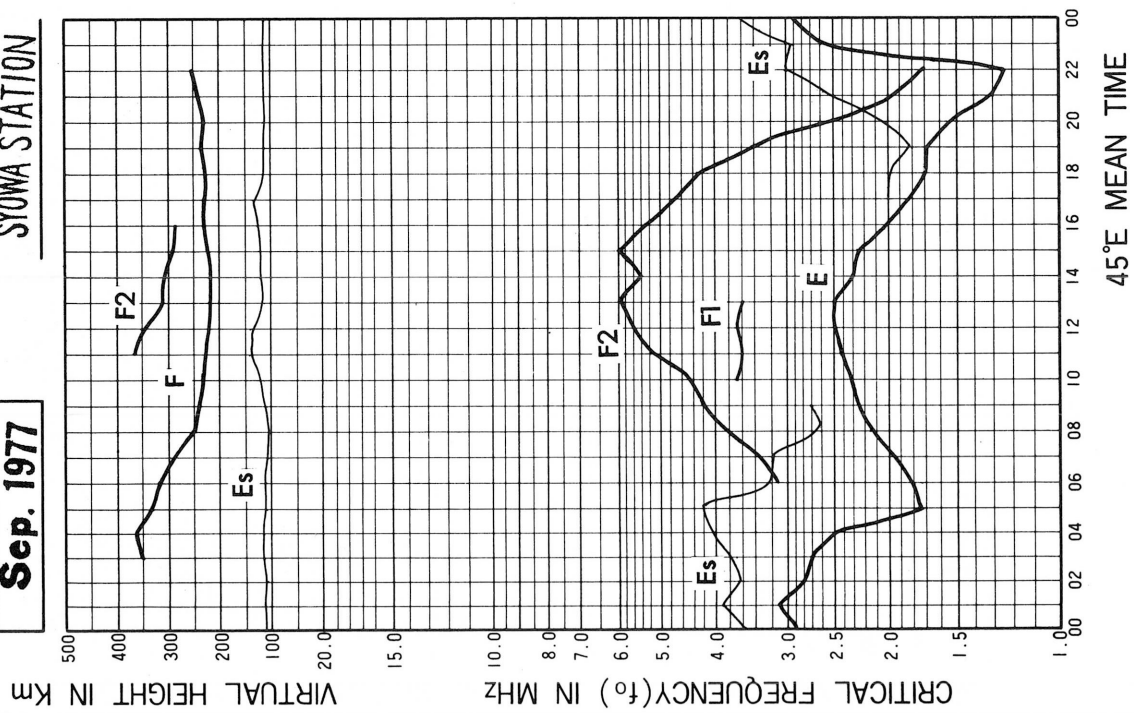 Sep. 1977
SYOWA STATION
VIRTUAL HEIGHT IN Km
500
400
300
200
100
F2
F
Es
CRITICAL FREQUENCY (fo) IN MHz
20.0
15.0
10.0
8.0
7.0
6.0
5.0
4.0
3.0
2.5
2.0
1.5
1.0
F2
F1
Es
Es
E
00 02 04 06 08 10 12 14 16 18 20 22 00
45°E MEAN TIME